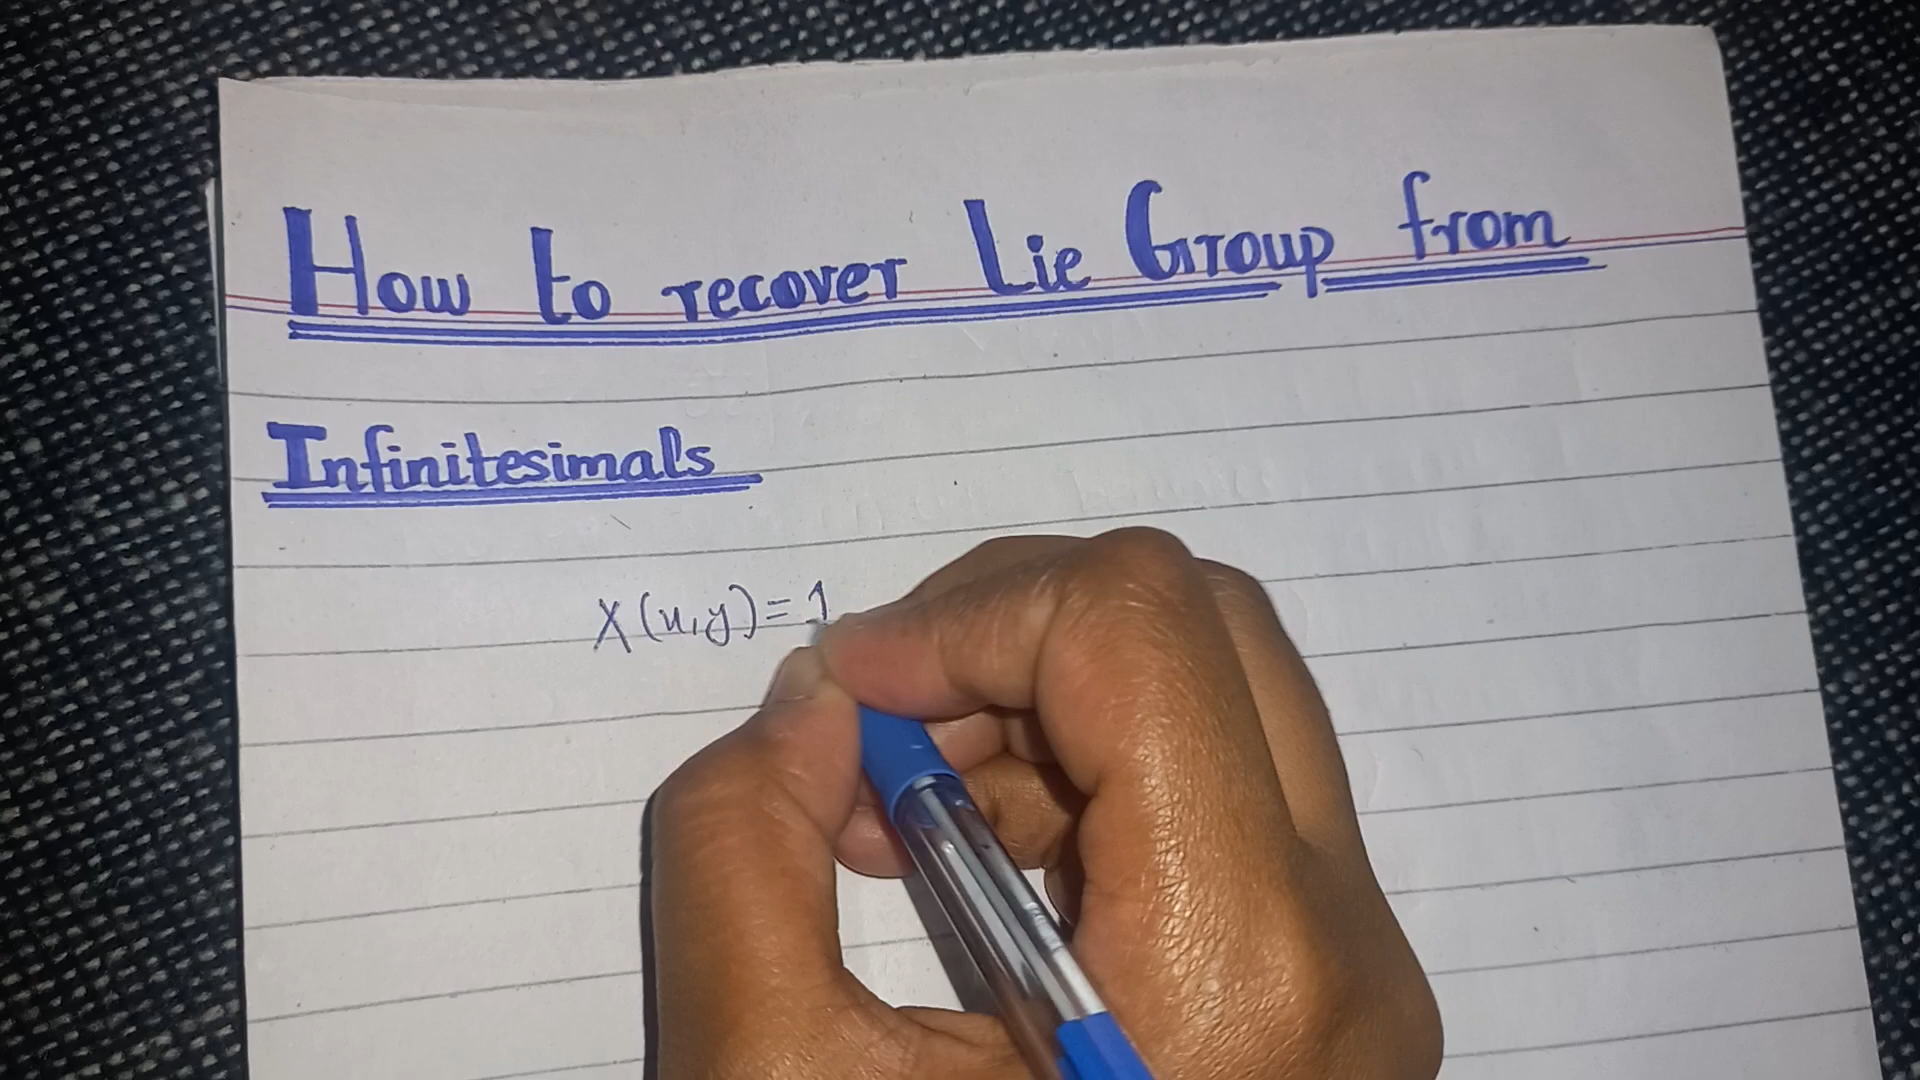 How to recover Lie Group from
Infinitesimals
X(x,y)=1